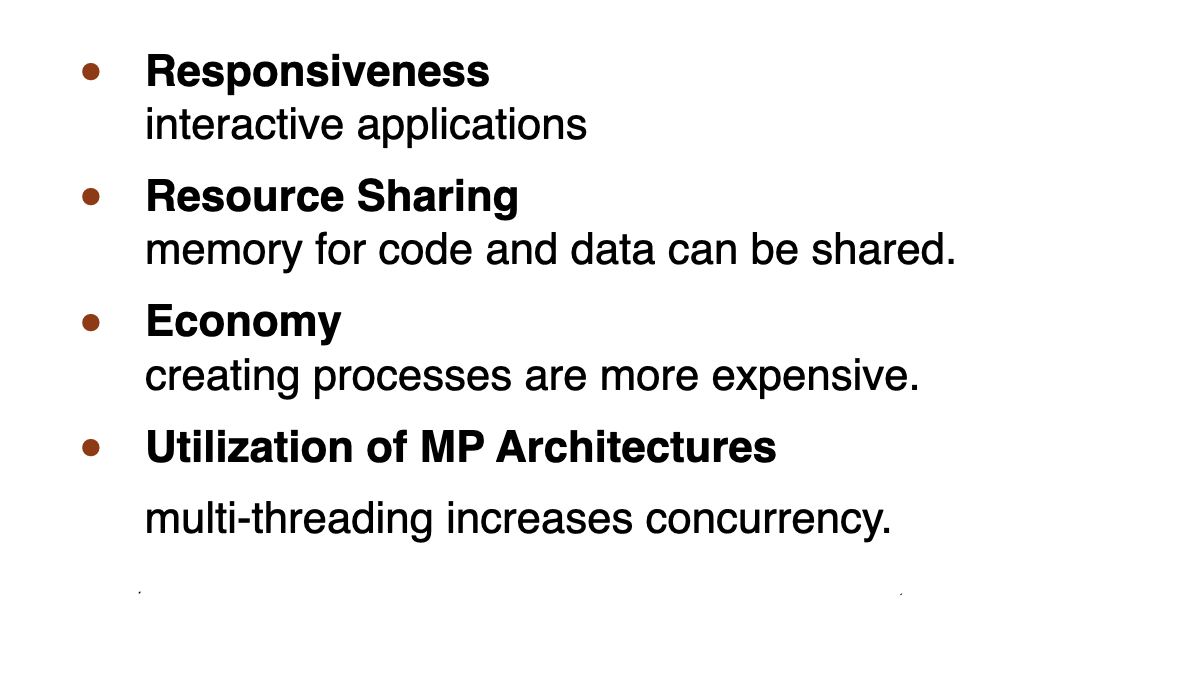 • Responsiveness
interactive applications
• Resource Sharing
memory for code and data can be shared.
• Economy
creating processes are more expensive.
• Utilization of MP Architectures
multi-threading increases concurrency.